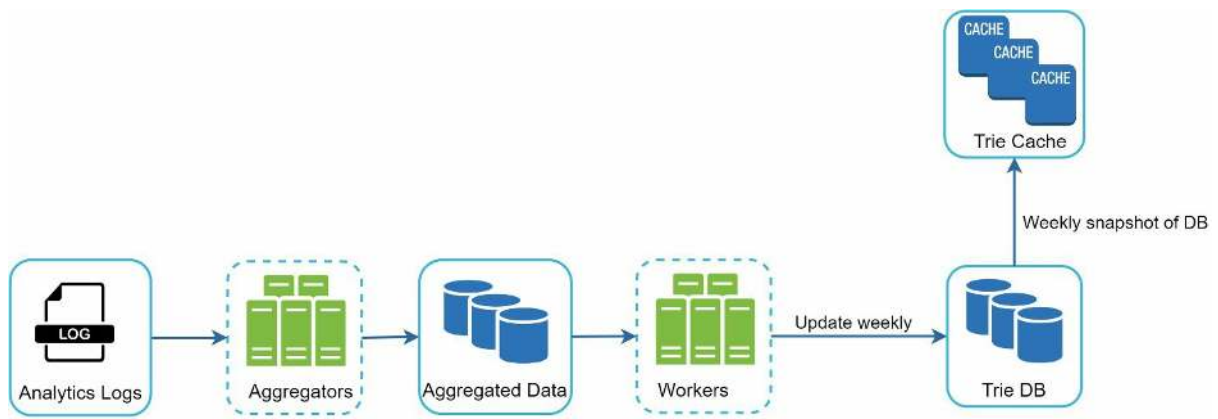 CACHE
CACHE
CACHE
Trie Cache
Weekly snapshot of DB
LOG
Update weekly
Analytics Logs
Aggregators
Aggregated Data
Workers
Trie DB